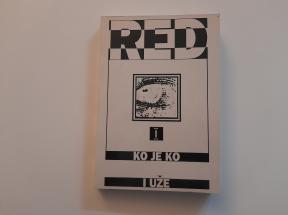 RED
Ï
KO JE KO
I UŽE